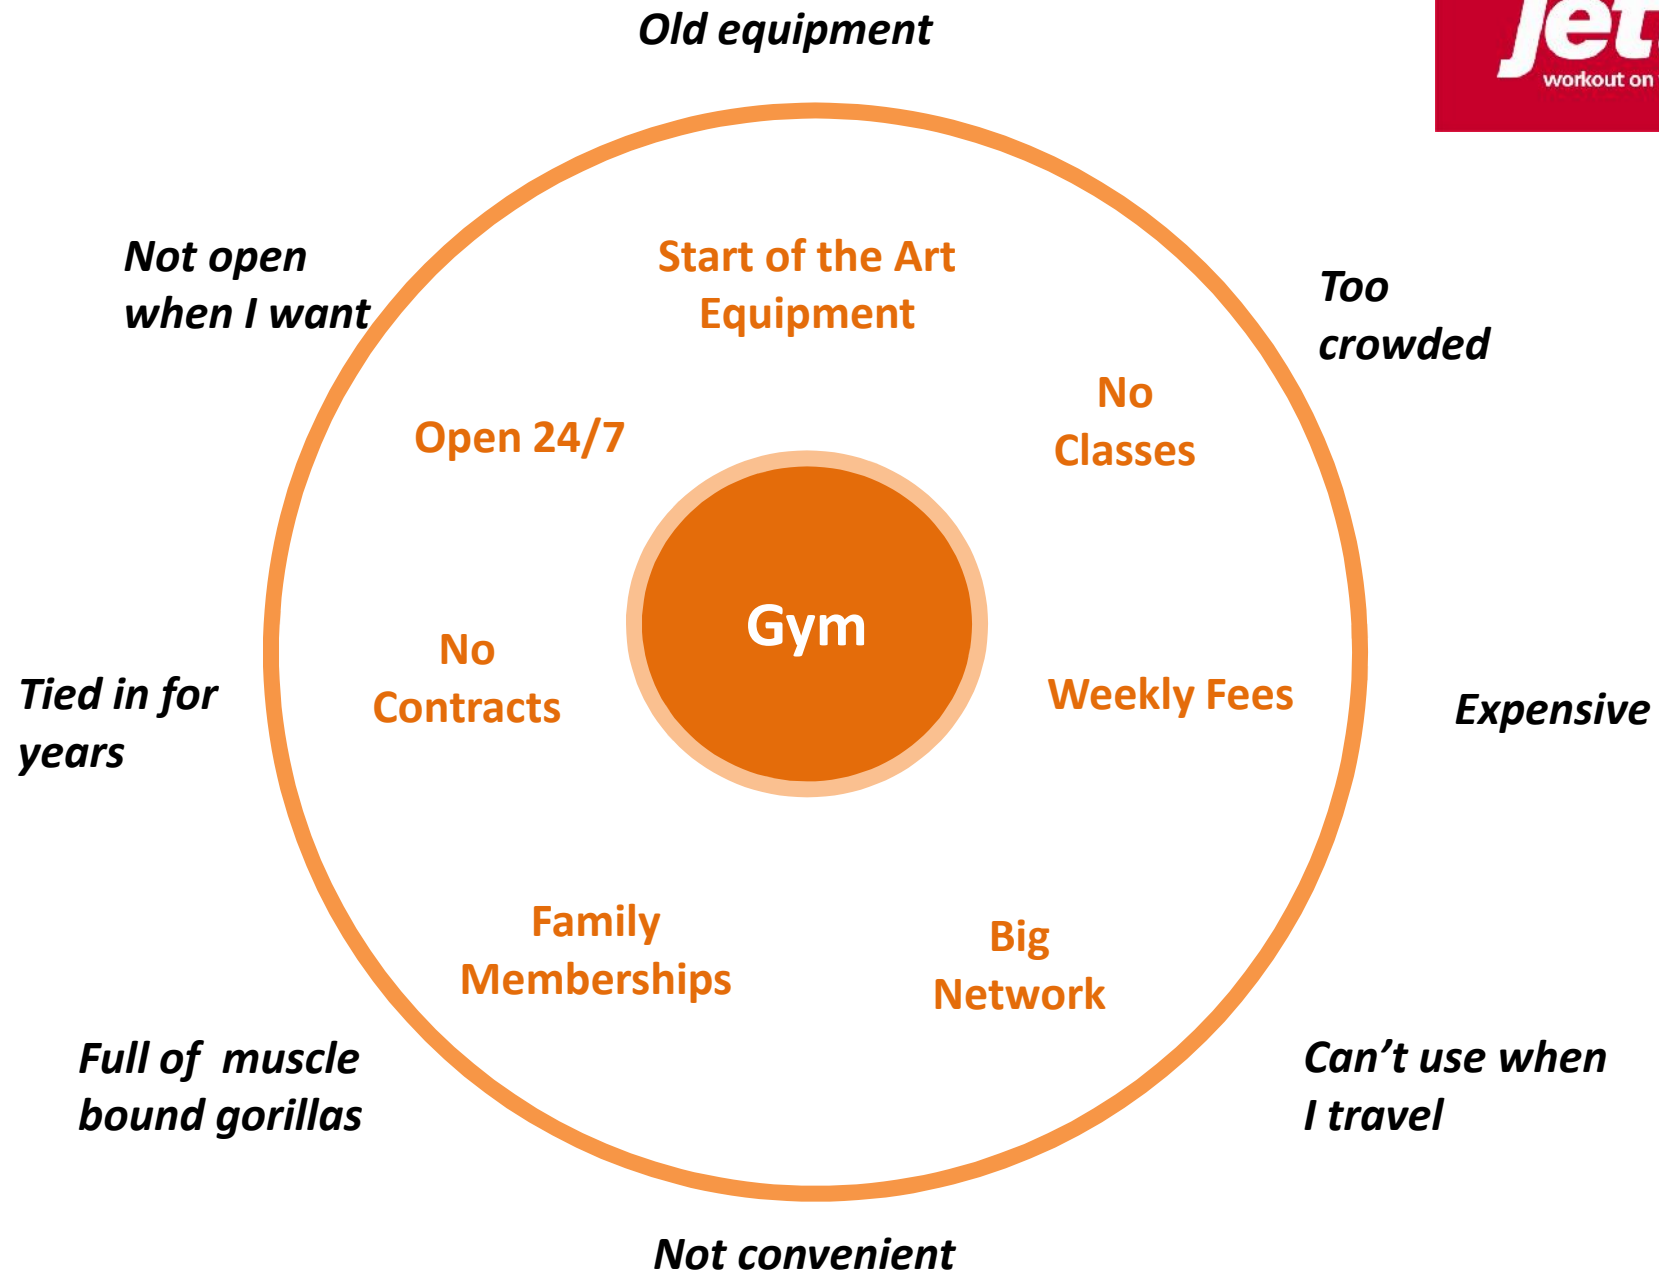 Old equipment
workout on
Not open
when I want
Start of the Art
Equipment
Too
crowded
No
Classes
Open 24/7
Gym
No
Contracts
Weekly Fees
Tied in for
years
Expensive
Family
Memberships
Big
Network
Full of  muscle
bound gorillas
Can’t use when
I travel
Not convenient